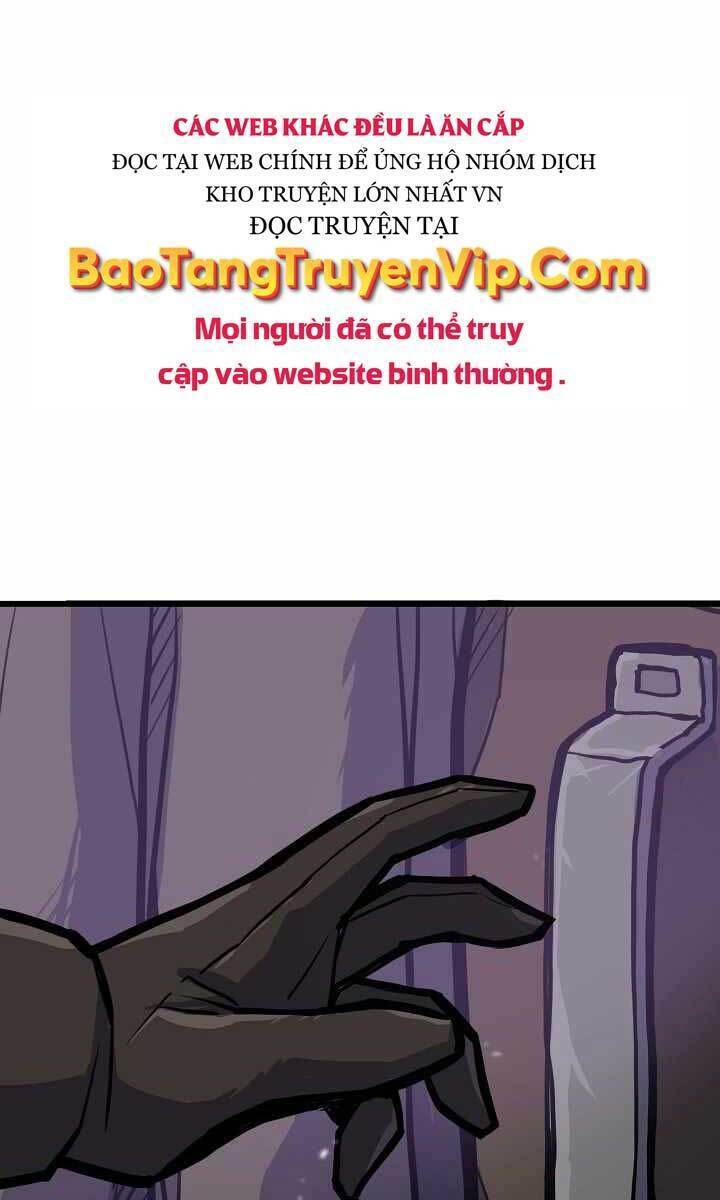 CÁC WEB KHÁC ĐỀU LÀ ĂN CẮP
ĐỌC TẠI WEB CHÍNH ĐỂ ỦNG HỘ NHÓM DỊCH
KHO TRUYỆN LỚN NHẤT VN
ĐỌC TRUYỆN TẠI
BaoTangTruyenVip.Com
Mọi người đã có thể truy
cập vào website bình thường .